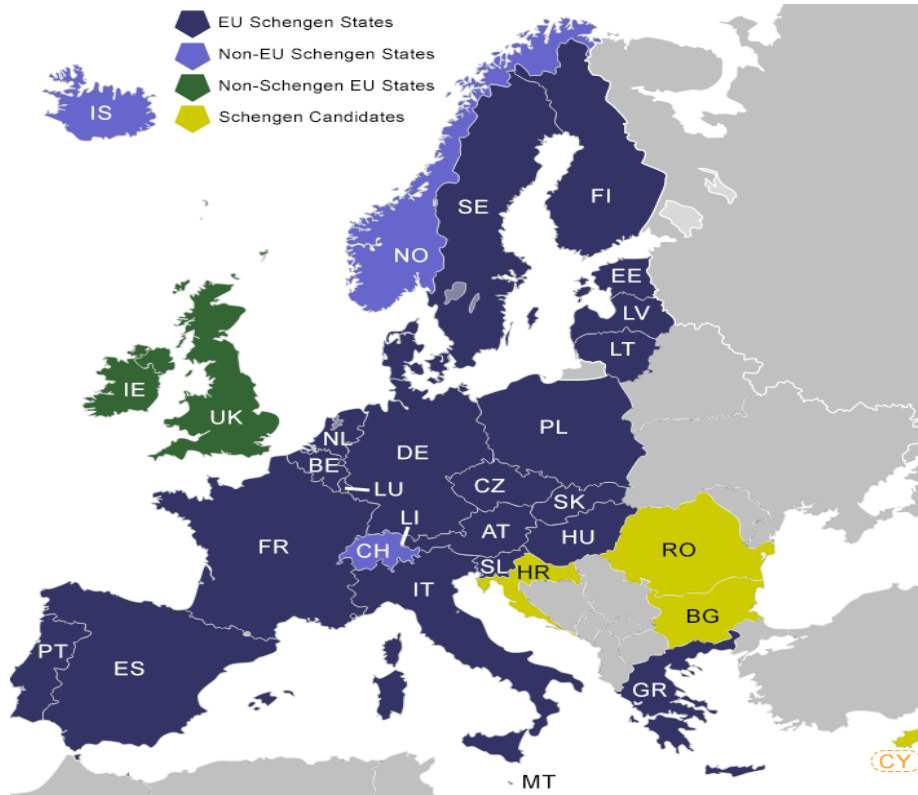 EU Schengen States
Non-EU Schengen States
Non-Schengen EU States
Schengen Candidates
IS
SE
FI
NO
EE
LV
LT
IE
UK
NL
BE
DE
PL
LU
CZ
SK
LI
FR
CH
AT
HU
RO
SL
HR
IT
BG
PT
ES
GR
CY
MT